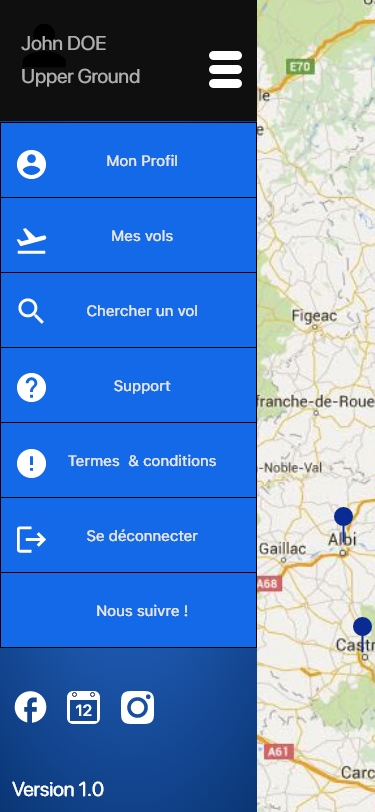 John DOE
Upper Ground
Mon Profil
Mes vols
Chercher un vol
Support
Termes & conditions
Se déconnecter
Nous suivre !
12
Version 1.0
E70
le
e
Figeac
franche-de-Roue
-Noble-Val
Albi
Gaillac
A68
Castr
A61
Carc